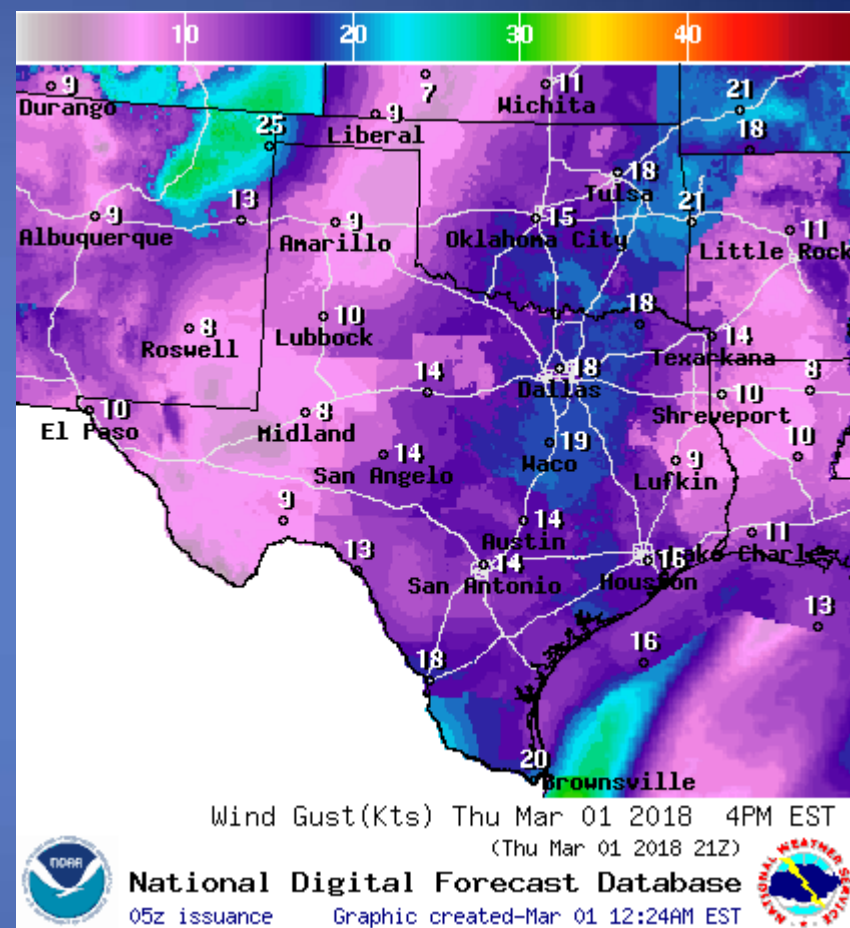 10 20 30 40
9 7 11 21
Durango 9 Wichita
25 Liberal 18
18
Tulsa
9 13 9 15 21 11
Albuquerque Amarillo Oklahoma City Little Rock
8 10 18
Roswell Lubbock 14
Texarkana
14 18
Dallas 10 8
10 8 Shreveport
El Paso Midland 19 10
14 Waco 9
San Angelo Lufkin
9 14 11
Austin
13 14 16
San Antonio Houston
13
18 16
20
Brownsville
Wind Gust(Kts) Thu Mar 01 2018 4PM EST
(Thu Mar 01 2018 21Z)
NOAA
National Digital Forecast Database
05z issuance Graphic created-Mar 01 12:24AM EST
NATIONAL WEATHER SERVICE